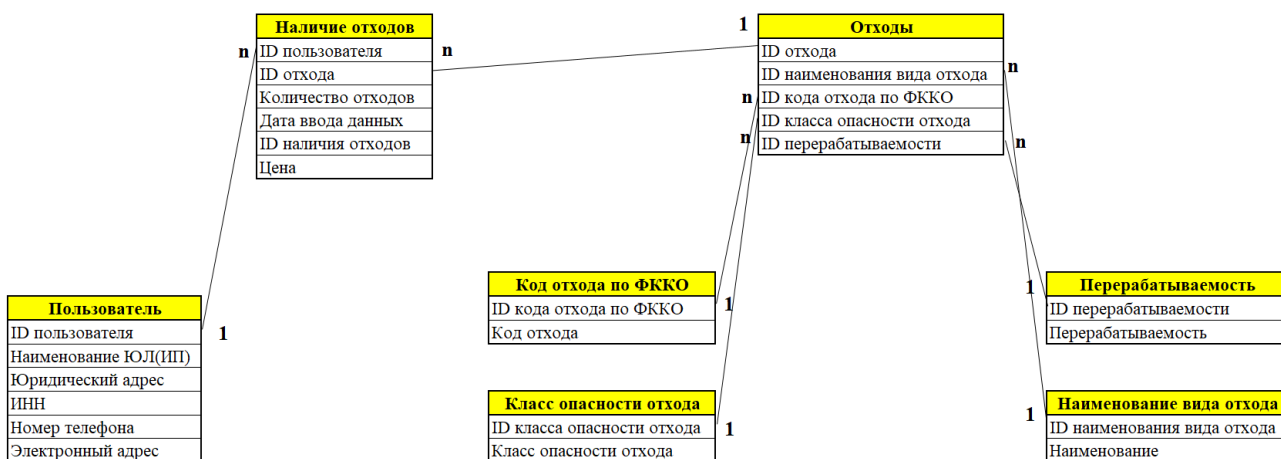 Наличие отходов
n
ID пользователя
n
ID отхода
Количество отходов
Дата ввода данных
ID наличия отходов
Цена
1
Отходы
ID отхода
ID наименования вида отхода
n
n
ID кода отхода по ФККО
ID класса опасности отхода
n
ID перерабатываемости
n
Пользователь
ID пользователя
1
Наименование ЮЛ(ИП)
Юридический адрес
ИНН
Номер телефона
Электронный адрес
Код отхода по ФККО
ID кода отхода по ФККО
1
Код отхода
Класс опасности отхода
ID класса опасности отхода
1
Класс опасности отхода
1
Перерабатываемость
ID перерабатываемости
Перерабатываемость
1
Наименование вида отхода
ID наименования вида отхода
Наименование